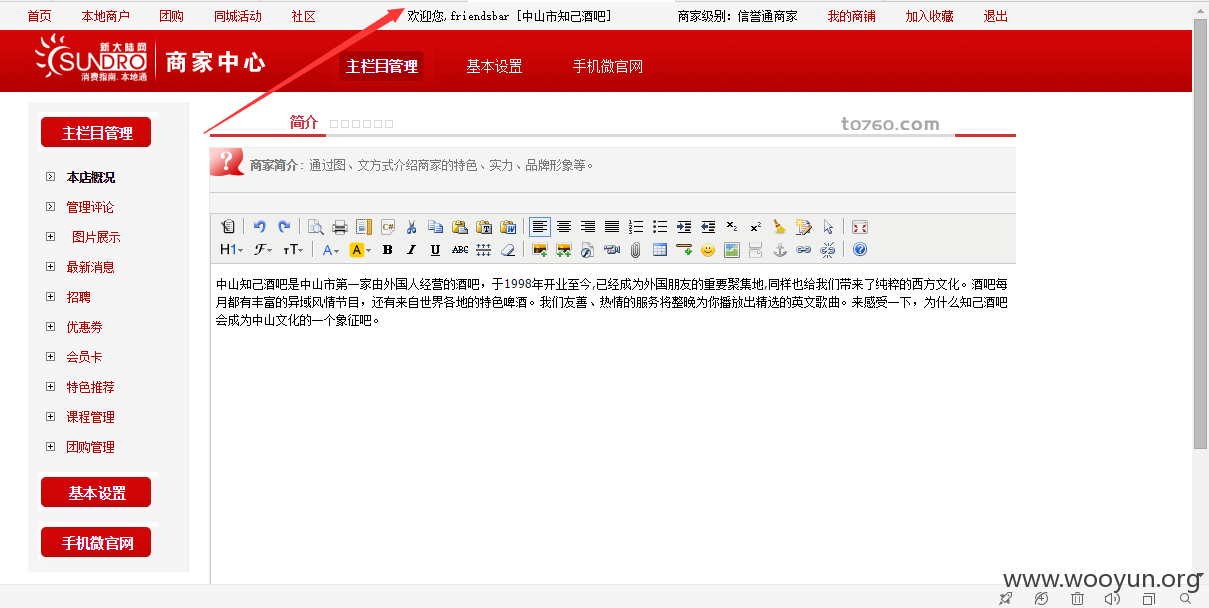 首页 本地商户 团购 同城活动 社区 欢迎您,friendsbar [中山市知己酒吧] 商家级别：信誉通商家 我的商铺 加入收藏 退出
新大陆网
SUNDRO
消费指南.本地通
商家中心
主栏目管理 基本设置 手机微官网
主栏目管理
本店概况
管理评论
图片展示
最新消息
招聘
优惠券
会员卡
特色推荐
课程管理
团购管理
基本设置
手机微官网
简介 □□□□□□
to760.com
商家简介：通过图、文方式介绍商家的特色、实力、品牌形象等。
H1 F тT A A B I U ABC
中山知己酒吧是中山市第一家由外国人经营的酒吧，于1998年开业至今,已经成为外国朋友的重要聚集地,同样也给我们带来了纯粹的西方文化。酒吧每
月都有丰富的异域风情节目，还有来自世界各地的特色啤酒。我们友善、热情的服务将整晚为你播放出精选的英文歌曲。来感受一下，为什么知己酒吧
会成为中山文化的一个象征吧。
www.wooyun.org